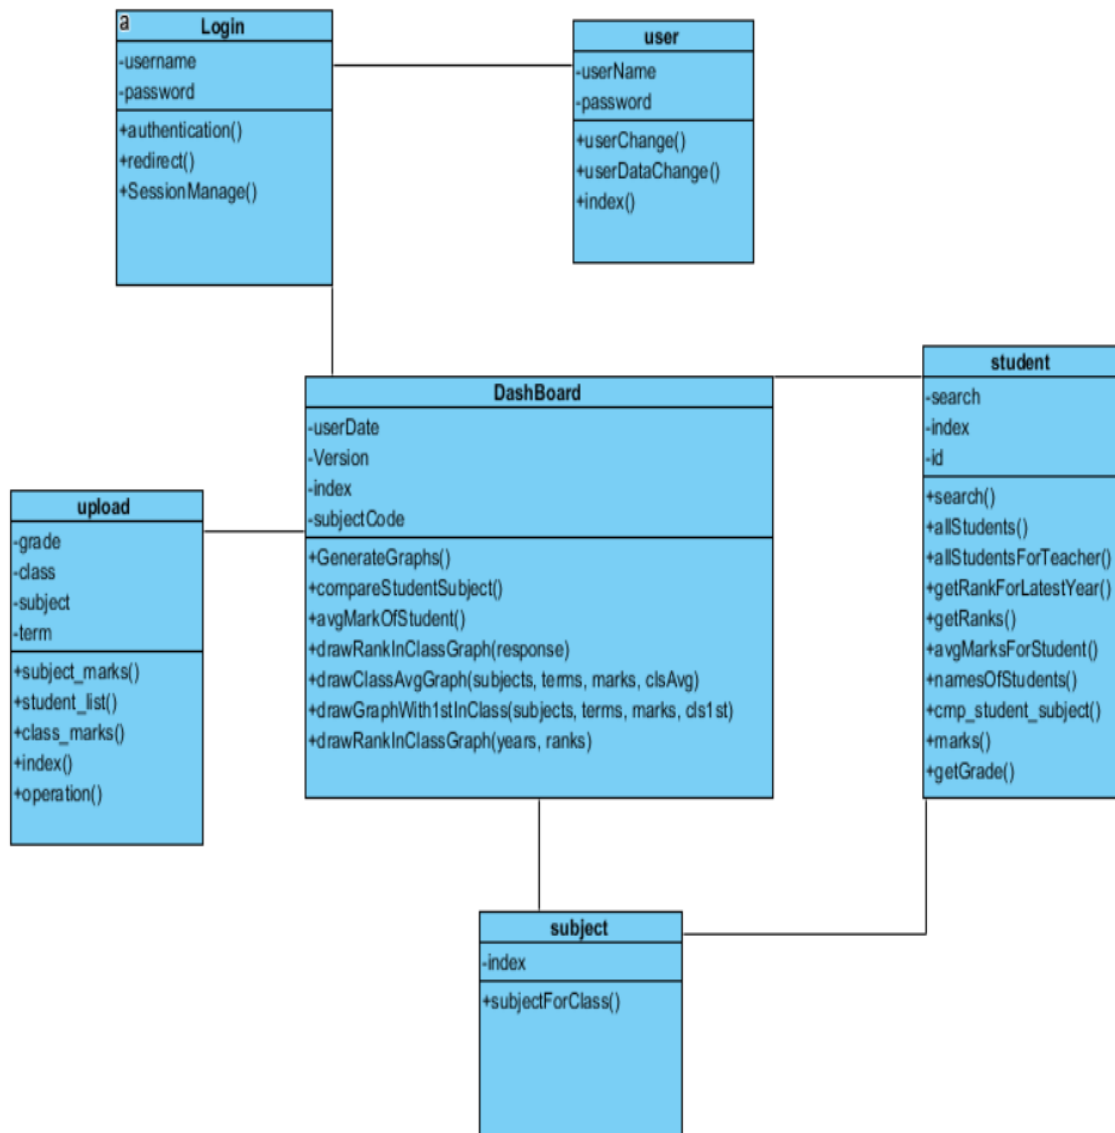 a
Login
-username
-password
+authentication()
+redirect()
+SessionManage()
user
-userName
-password
+userChange()
+userDataChange()
+index()
DashBoard
-userDate
-Version
-index
-subjectCode
+GenerateGraphs()
+compareStudentSubject()
+avgMarkOfStudent()
+drawRankInClassGraph(response)
+drawClassAvgGraph(subjects, terms, marks, clsAvg)
+drawGraphWith1stInClass(subjects, terms, marks, cls1st)
+drawRankInClassGraph(years, ranks)
student
-search
-index
-id
+search()
+allStudents()
+allStudentsForTeacher()
+getRankForLatestYear()
+getRanks()
+avgMarksForStudent()
+namesOfStudents()
+cmp_student_subject()
+marks()
+getGrade()
upload
-grade
-class
-subject
-term
+subject_marks()
+student_list()
+class_marks()
+index()
+operation()
subject
-index
+subjectForClass()